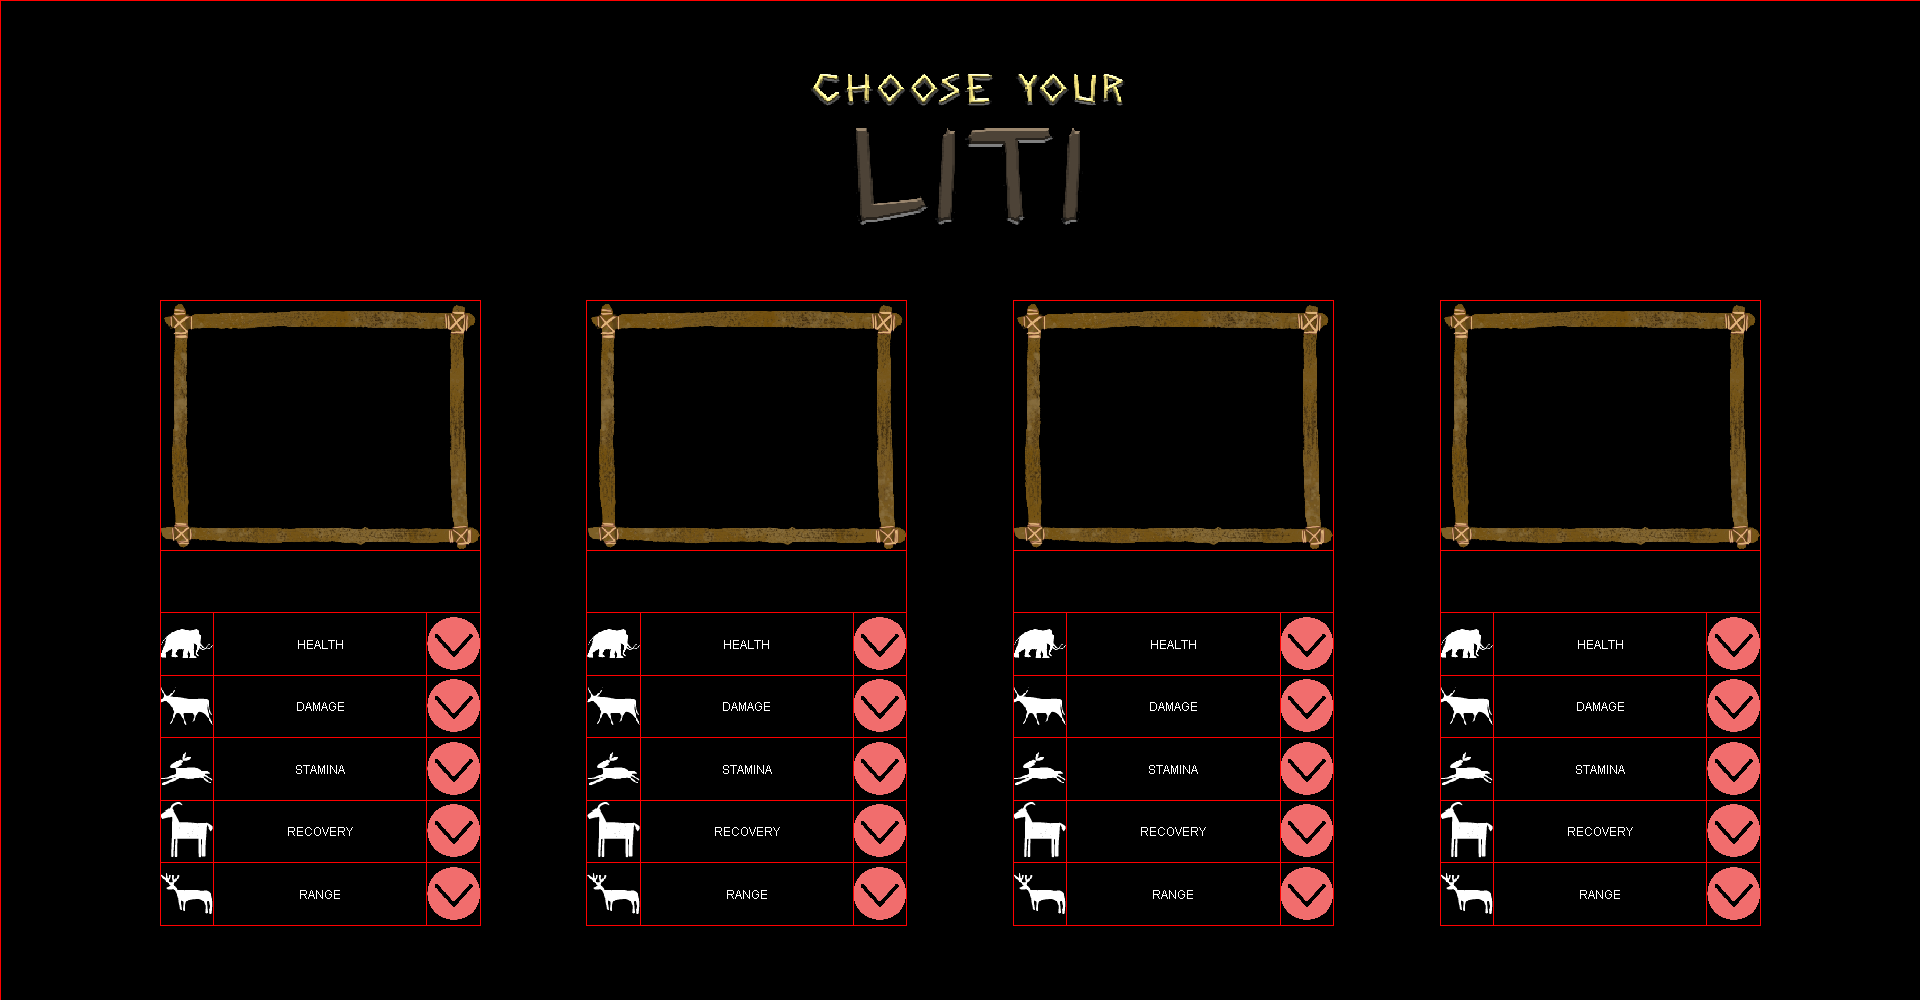 CHOOSE YOUR
LITI
HEALTH
DAMAGE
STAMINA
RECOVERY
RANGE
HEALTH
DAMAGE
STAMINA
RECOVERY
RANGE
HEALTH
DAMAGE
STAMINA
RECOVERY
RANGE
HEALTH
DAMAGE
STAMINA
RECOVERY
RANGE